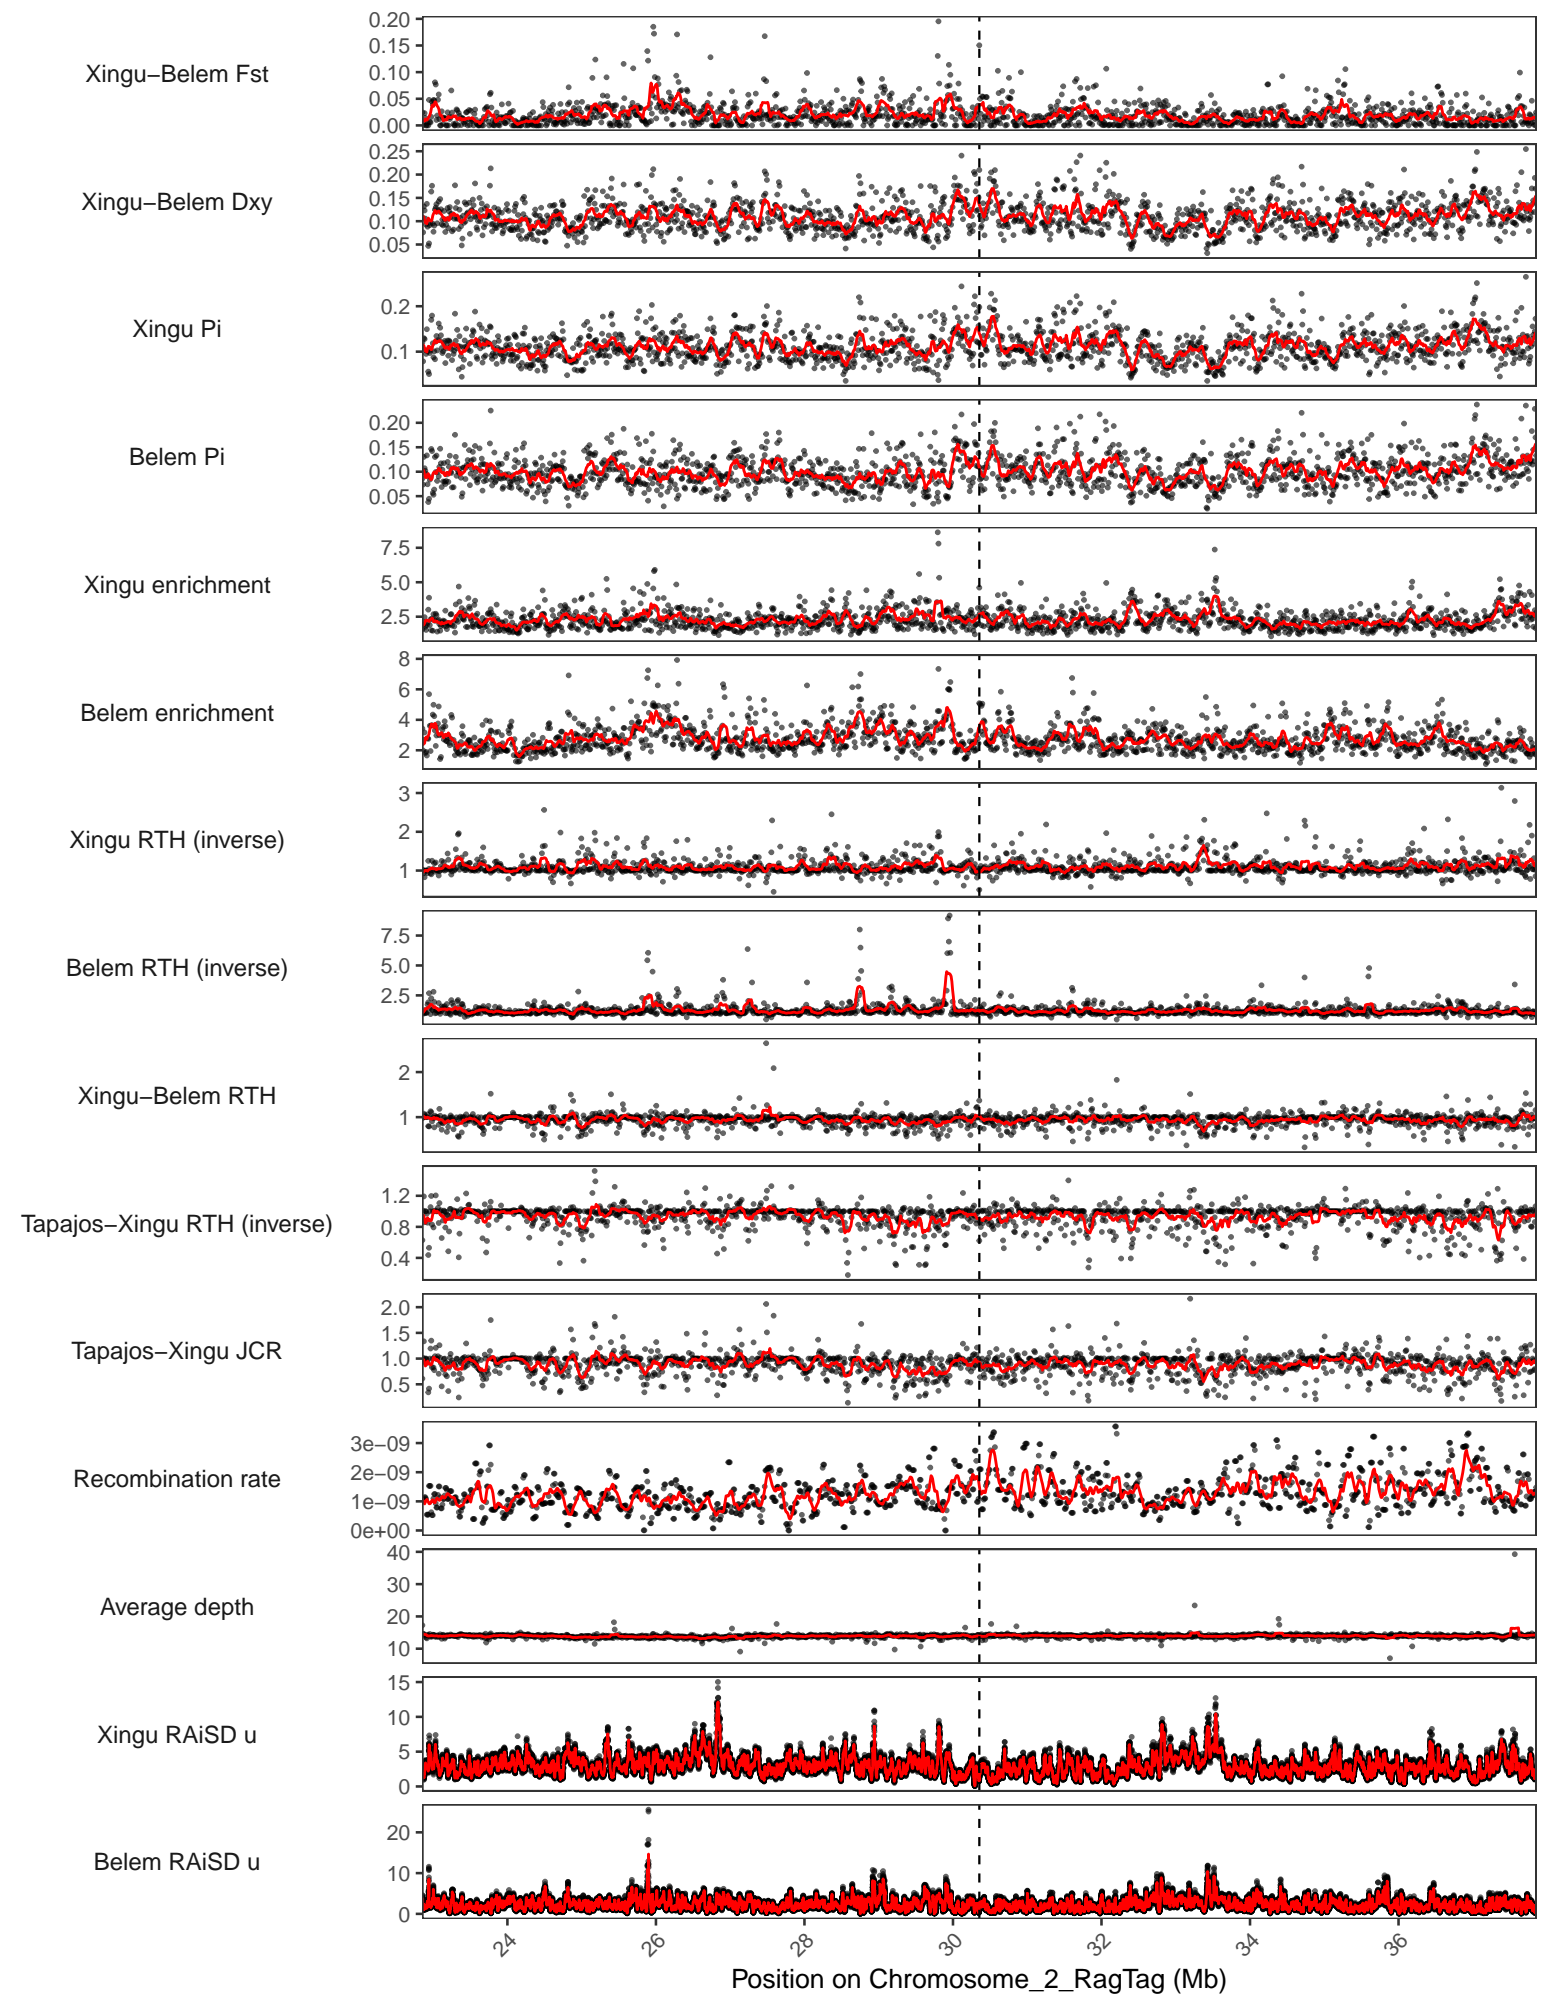 Xingu−Belem Fst
0.20
0.15
0.10
0.05
0.00
Xingu−Belem Dxy
0.25
0.20
0.15
0.10
0.05
Xingu Pi
0.2
0.1
Belem Pi
0.20
0.15
0.10
0.05
Xingu enrichment
7.5
5.0
2.5
Belem enrichment
8
6
4
2
Xingu RTH (inverse)
3
2
1
Belem RTH (inverse)
7.5
5.0
2.5
Xingu−Belem RTH
2
1
Tapajos−Xingu RTH (inverse)
1.2
0.8
0.4
Tapajos−Xingu JCR
2.0
1.5
1.0
0.5
Recombination rate
3e−09
2e−09
1e−09
0e+00
Average depth
40
30
20
10
Xingu RAiSD u
15
10
5
0
Belem RAiSD u
20
10
0
24 26 28 30 32 34 36
Position on Chromosome_2_RagTag (Mb)